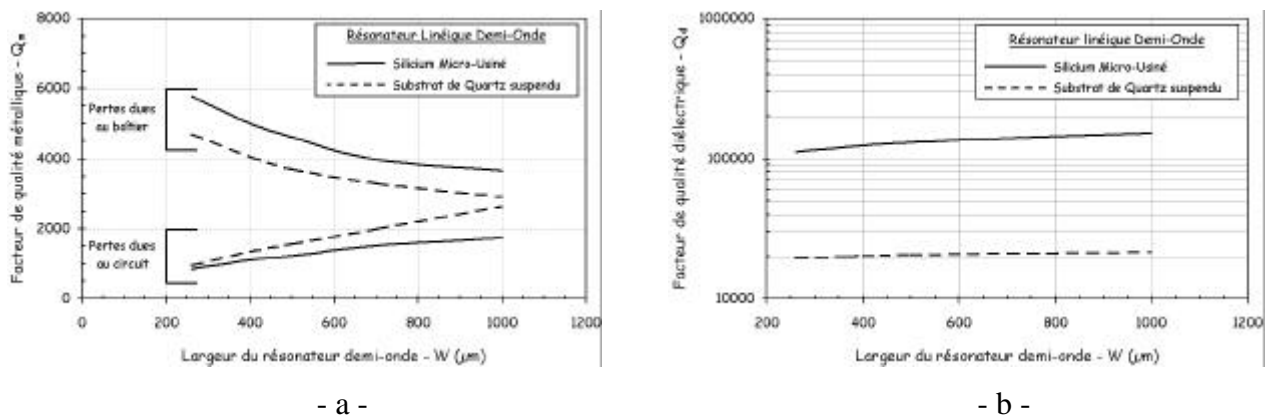 8000
6000
4000
2000
0
0 200 400 600 800 1000 1200
Facteur de qualité métallique - Qm
Résonateur Linéique Demi-Onde
Silicium Micro-Usiné
Substrat de Quartz suspendu
Pertes dues
au boîtier
Pertes dues
au circuit
Largeur du résonateur demi-onde - W (µm)
- a -
1000000
100000
10000
200 400 600 800 1000 1200
Facteur de qualité diélectrique - Qd
Résonateur linéique Demi-Onde
Silicium Micro-Usiné
Substrat de Quartz suspendu
Largeur du résonateur demi-onde - W (µm)
- b -